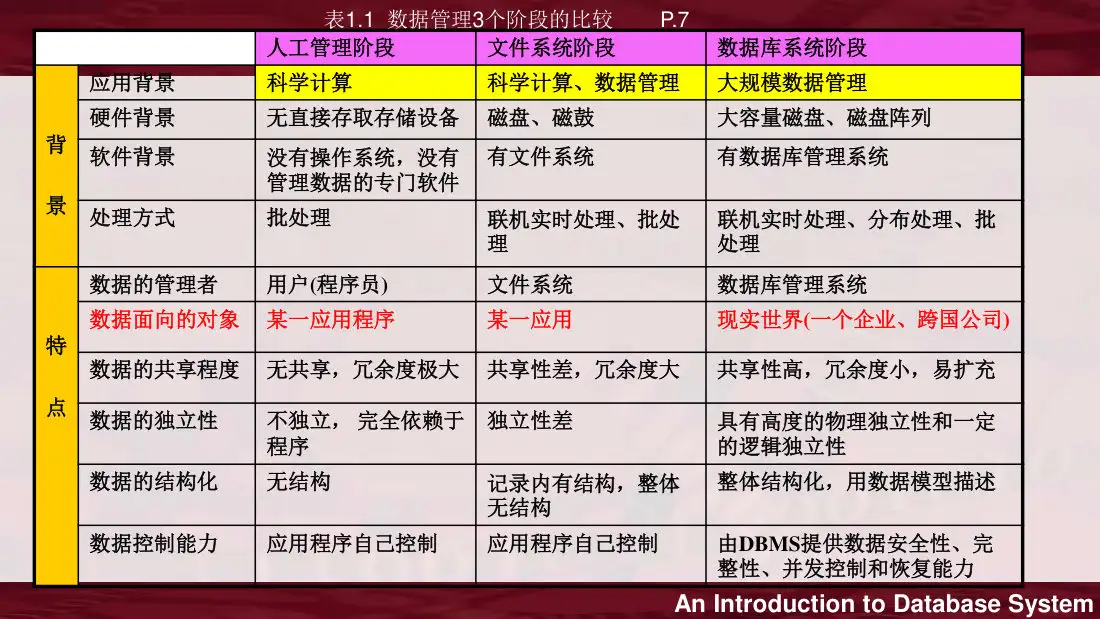 表1.1 数据管理3个阶段的比较 P.7
人工管理阶段 文件系统阶段 数据库系统阶段
背景
应用背景 科学计算 科学计算、数据管理 大规模数据管理
硬件背景 无直接存取存储设备 磁盘、磁鼓 大容量磁盘、磁盘阵列
软件背景 没有操作系统，没有 有文件系统 有数据库管理系统
管理数据的专门软件
处理方式 批处理 联机实时处理、批处 联机实时处理、分布处理、批
理 处理
特点
数据的管理者 用户(程序员) 文件系统 数据库管理系统
数据面向的对象 某一应用程序 某一应用 现实世界(一个企业、跨国公司)
数据的共享程度 无共享，冗余度极大 共享性差，冗余度大 共享性高，冗余度小，易扩充
数据的独立性 不独立， 完全依赖于 独立性差 具有高度的物理独立性和一定
程序 的逻辑独立性
数据的结构化 无结构 记录内有结构，整体 整体结构化，用数据模型描述
无结构
数据控制能力 应用程序自己控制 应用程序自己控制 由DBMS提供数据安全性、完
整性、并发控制和恢复能力
An Introduction to Database System